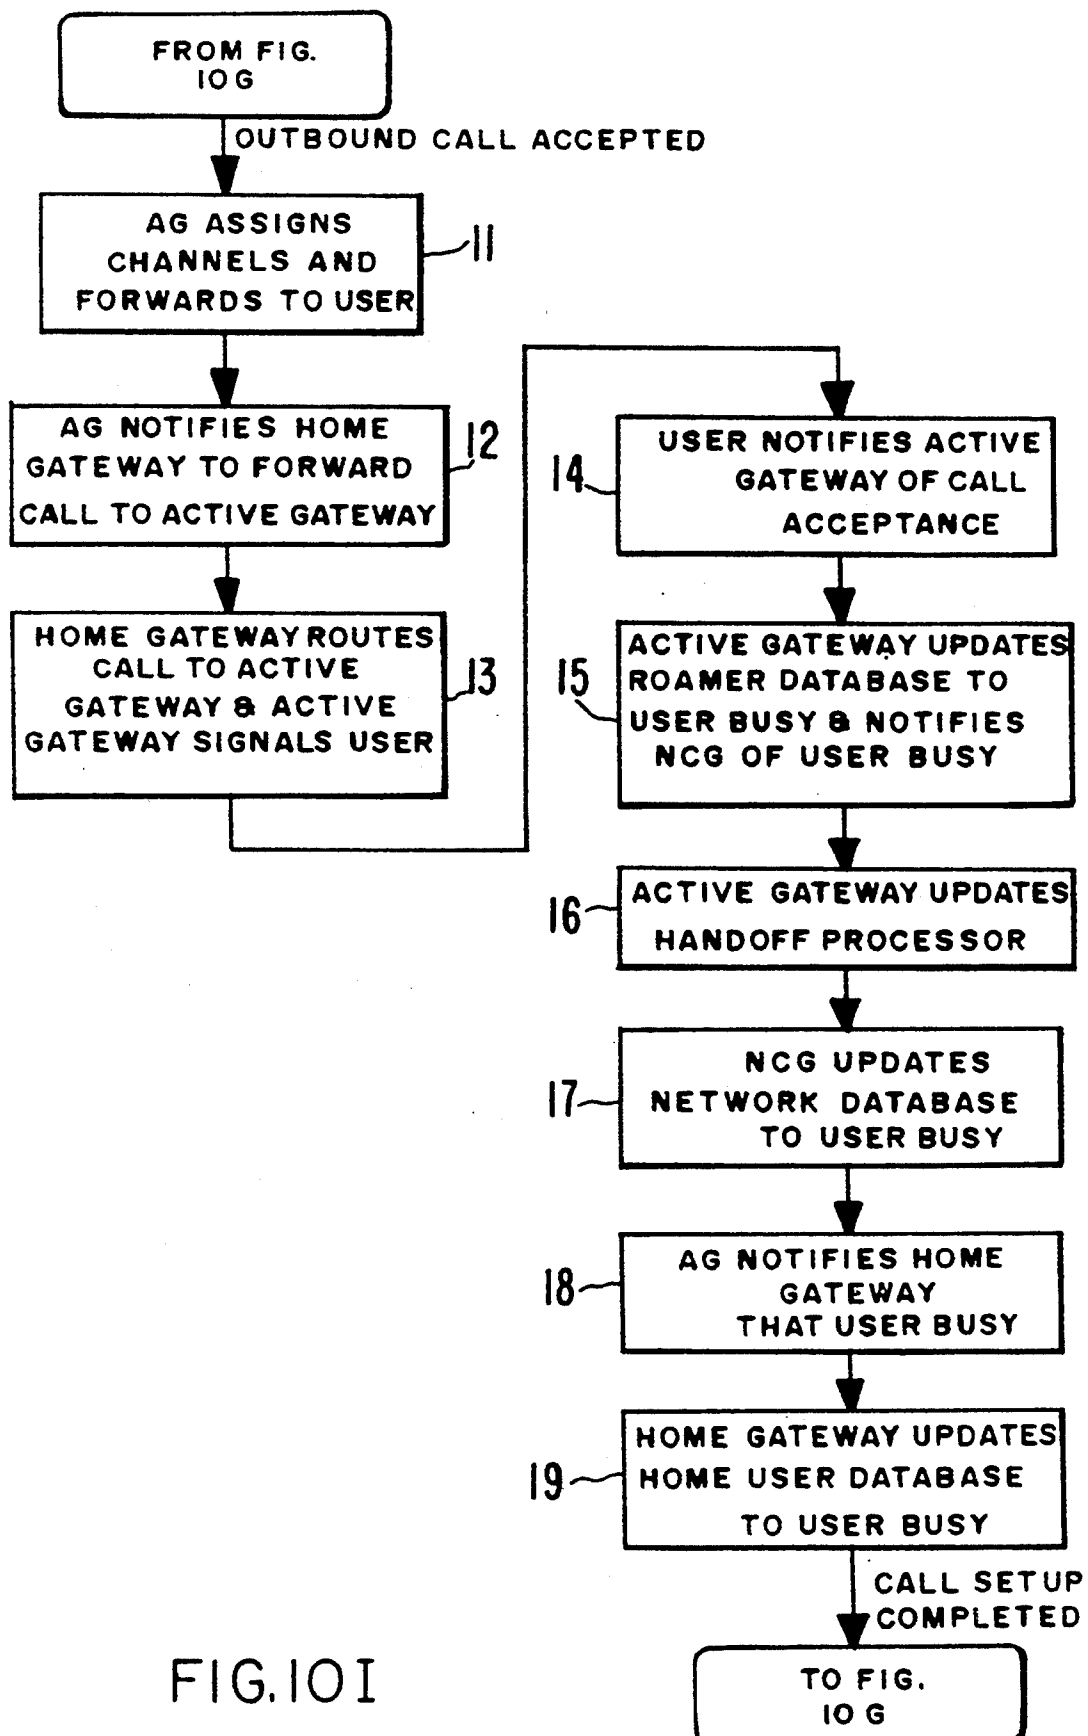 FROM FIG.
10 G
OUTBOUND CALL ACCEPTED
AG ASSIGNS
CHANNELS AND
FORWARDS TO USER
11
AG NOTIFIES HOME
GATEWAY TO FORWARD
CALL TO ACTIVE GATEWAY
12
HOME GATEWAY ROUTES
CALL TO ACTIVE
GATEWAY & ACTIVE
GATEWAY SIGNALS USER
13
USER NOTIFIES ACTIVE
GATEWAY OF CALL
ACCEPTANCE
14
ACTIVE GATEWAY UPDATES
ROAMER DATABASE TO
USER BUSY & NOTIFIES
NCG OF USER BUSY
15
ACTIVE GATEWAY UPDATES
HANDOFF PROCESSOR
16
NCG UPDATES
NETWORK DATABASE
TO USER BUSY
17
AG NOTIFIES HOME
GATEWAY
THAT USER BUSY
18
HOME GATEWAY UPDATES
HOME USER DATABASE
TO USER BUSY
19
CALL SETUP
COMPLETED
TO FIG.
10 G
FIG.10I